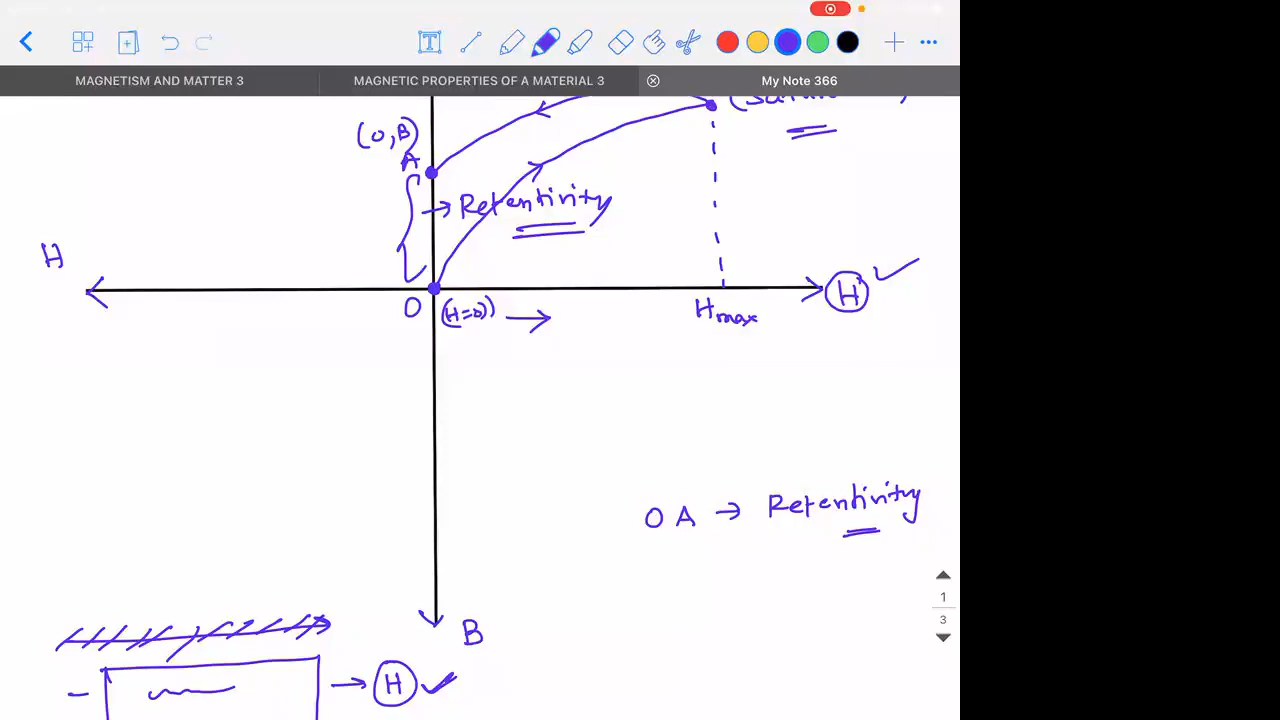 MAGNETISM AND MATTER 3
MAGNETIC PROPERTIES OF A MATERIAL 3
My Note 366
(0, B)
A
→ Retentivity
H
H
O
(H=0)
Hmax
O A → Retentivity
1
3
B
H